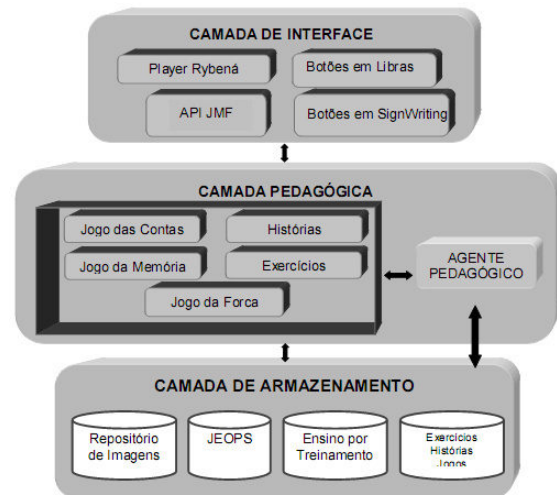 CAMADA DE INTERFACE
Player Rybená
Botões em Libras
API JMF
Botões em SignWriting
CAMADA PEDAGÓGICA
Jogo das Contas
Histórias
Jogo da Memória
Exercícios
Jogo da Forca
AGENTE
PEDAGÓGICO
CAMADA DE ARMAZENAMENTO
Repositório
de Imagens
JEOPS
Ensino por
Treinamento
Exercícios
Histórias
Jogos